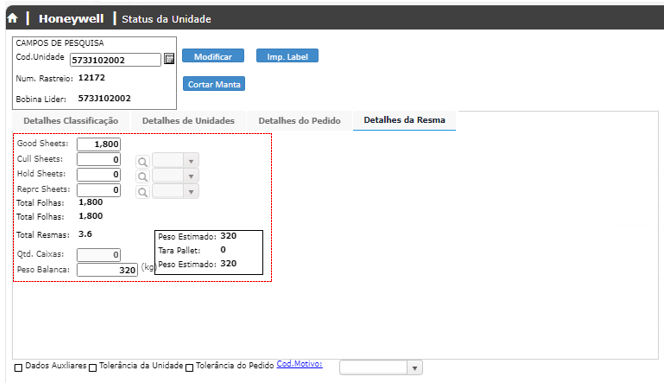 Honeywell | Status da Unidade
CAMPOS DE PESQUISA
Cod.Unidade 573J102002
Modificar
Imp. Label
Num. Rastreio: 12172
Cortar Manta
Bobina Lider: 573J102002
Detalhes Classificação
Detalhes de Unidades
Detalhes do Pedido
Detalhes da Resma
Good Sheets: 1,800
Cull Sheets: 0
Hold Sheets: 0
Reprc Sheets: 0
Total Folhas: 1,800
Total Folhas: 1,800
Total Resmas: 3.6
Peso Estimado: 320
Tara Pallet: 0
Qtd. Caixas: 0
Peso Balanca: 320 (kg)
Peso Estimado: 320
Dados Auxliares
Tolerância da Unidade
Tolerância do Pedido
Cod.Motivo: